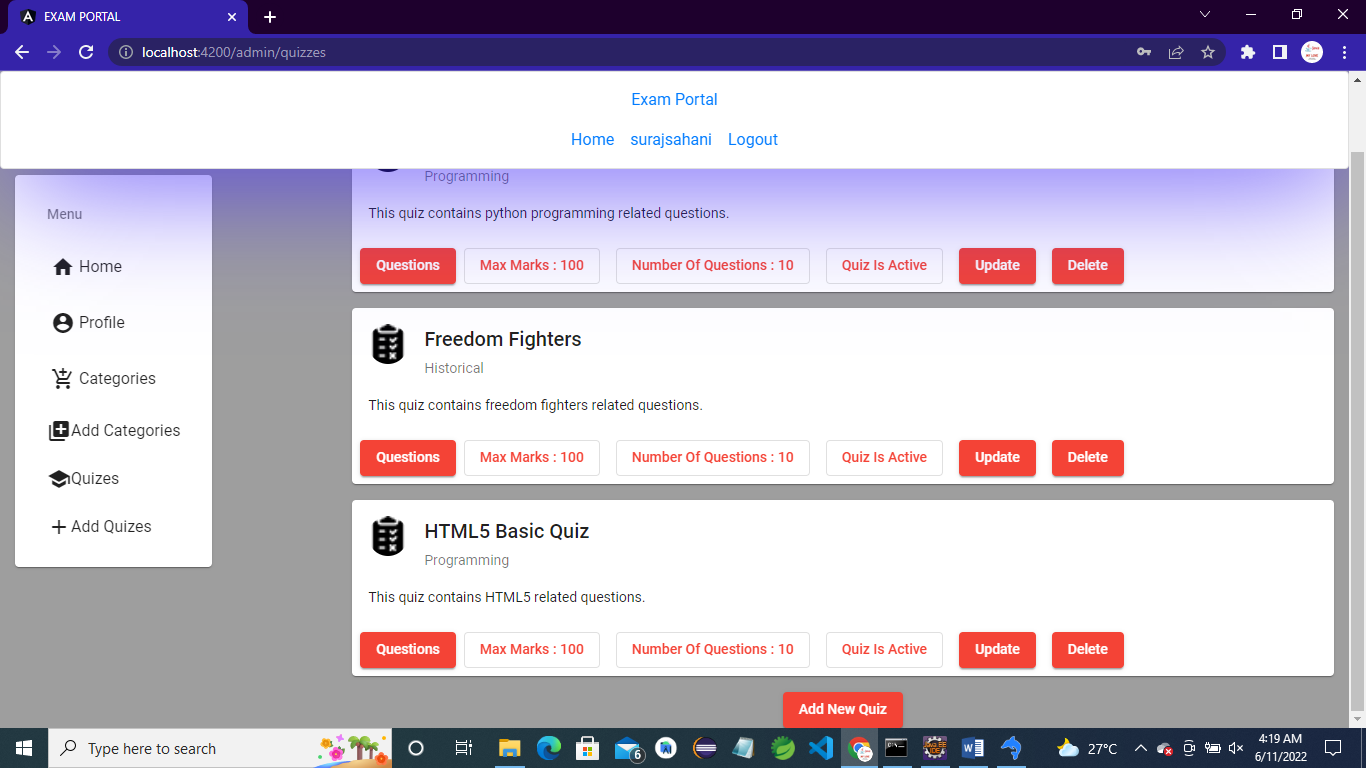 EXAM PORTAL
localhost:4200/admin/quizzes
Exam Portal
Home surajsahani Logout
Menu
Home
Profile
Categories
Add Categories
Quizes
Add Quizes
Programming
This quiz contains python programming related questions.
Questions Max Marks : 100 Number Of Questions : 10 Quiz Is Active Update Delete
Freedom Fighters
Historical
This quiz contains freedom fighters related questions.
Questions Max Marks : 100 Number Of Questions : 10 Quiz Is Active Update Delete
HTML5 Basic Quiz
Programming
This quiz contains HTML5 related questions.
Questions Max Marks : 100 Number Of Questions : 10 Quiz Is Active Update Delete
Add New Quiz
Type here to search
6
27°C
4:19 AM
6/11/2022